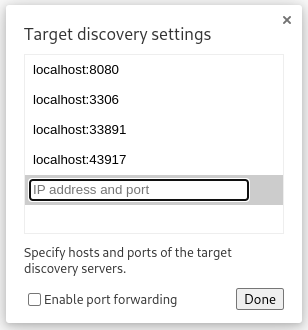 Target discovery settings
localhost:8080
localhost:3306
localhost:33891
localhost:43917
IP address and port
Specify hosts and ports of the target
discovery servers.
Enable port forwarding
Done